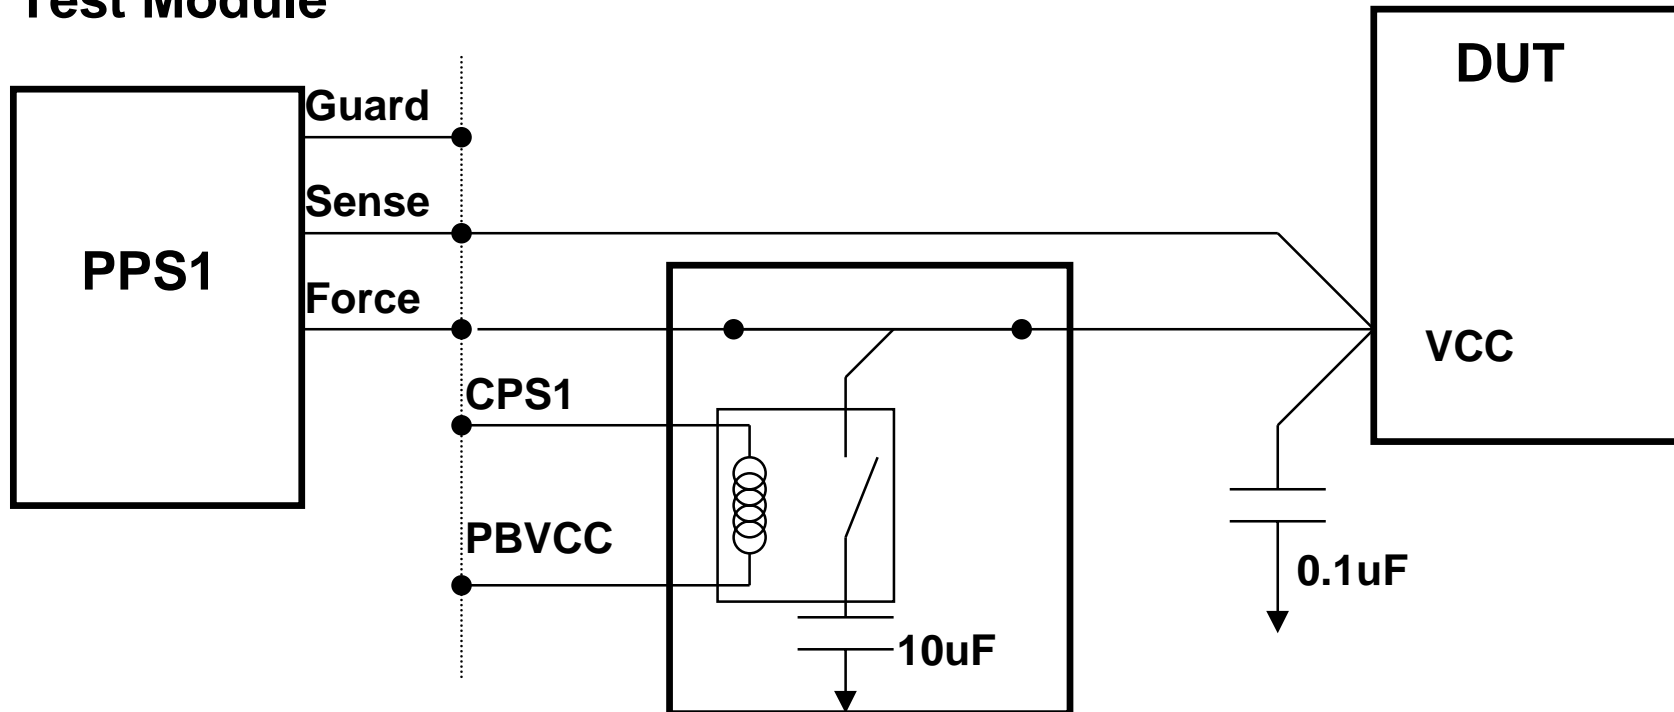 Test Module
DUT
Guard
Sense
PPS1
Force
VCC
CPS1
PBVCC
0.1uF
10uF